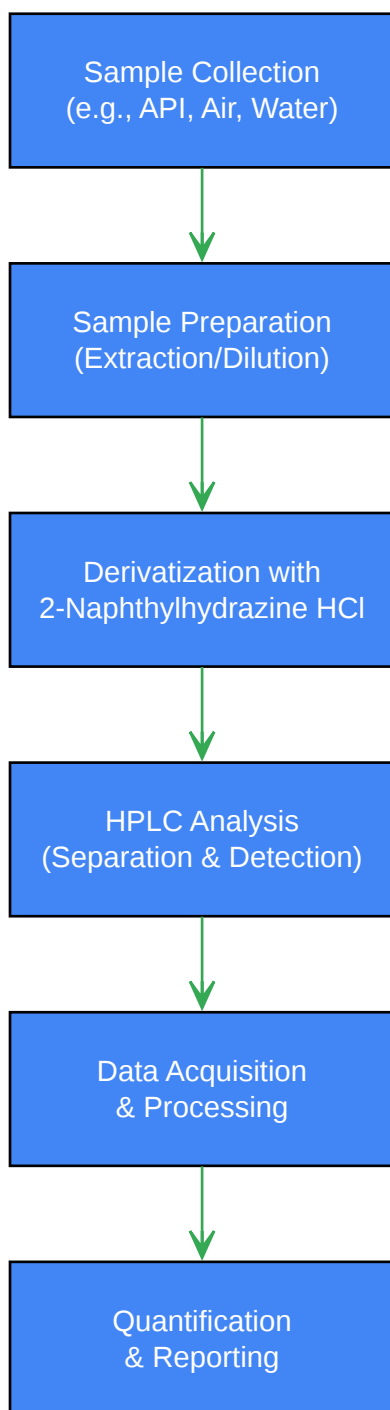 Sample Collection
(e.g., API, Air, Water)
Sample Preparation
(Extraction/Dilution)
Derivatization with
2-Naphthylhydrazine HCl
HPLC Analysis
(Separation & Detection)
Data Acquisition
& Processing
Quantification
& Reporting